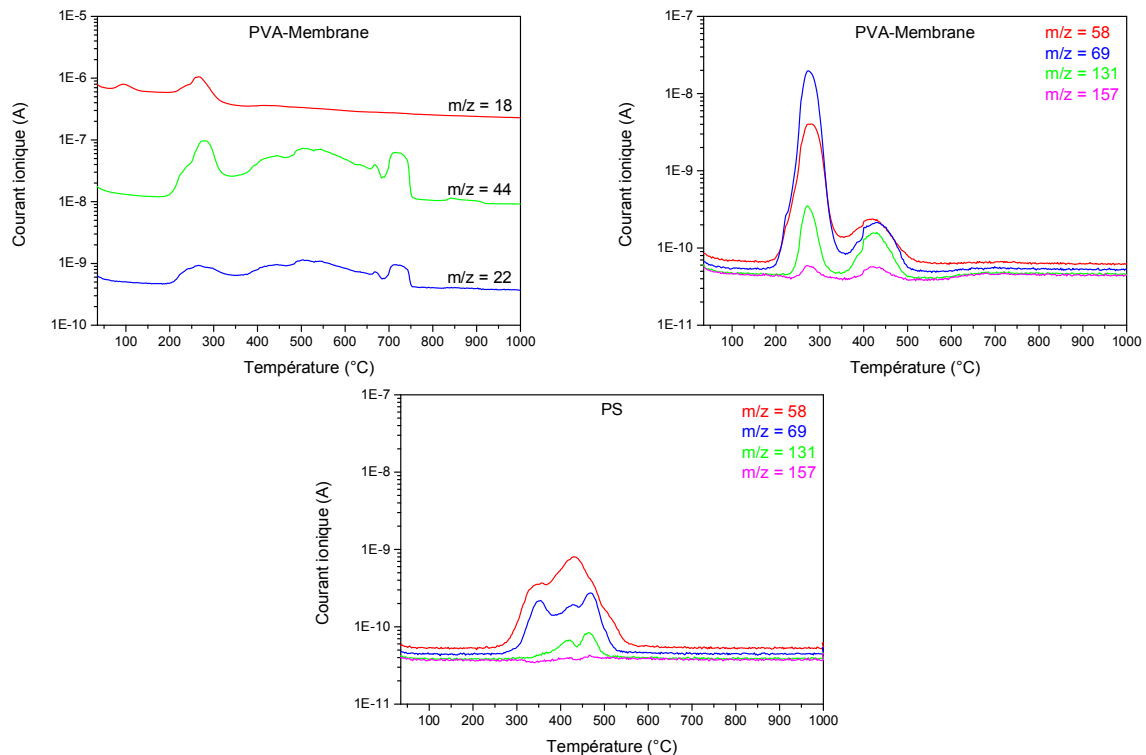 PVA-Membrane
1E-5
1E-6
1E-7
1E-8
1E-9
1E-10
Courant ionique (A)
m/z = 18
m/z = 44
m/z = 22
100 200 300 400 500 600 700 800 900 1000
Température (°C)
PVA-Membrane
m/z = 58
m/z = 69
m/z = 131
m/z = 157
1E-7
1E-8
1E-9
1E-10
1E-11
Courant ionique (A)
100 200 300 400 500 600 700 800 900 1000
Température (°C)
PS
m/z = 58
m/z = 69
m/z = 131
m/z = 157
1E-7
1E-8
1E-9
1E-10
1E-11
Courant ionique (A)
100 200 300 400 500 600 700 800 900 1000
Température (°C)